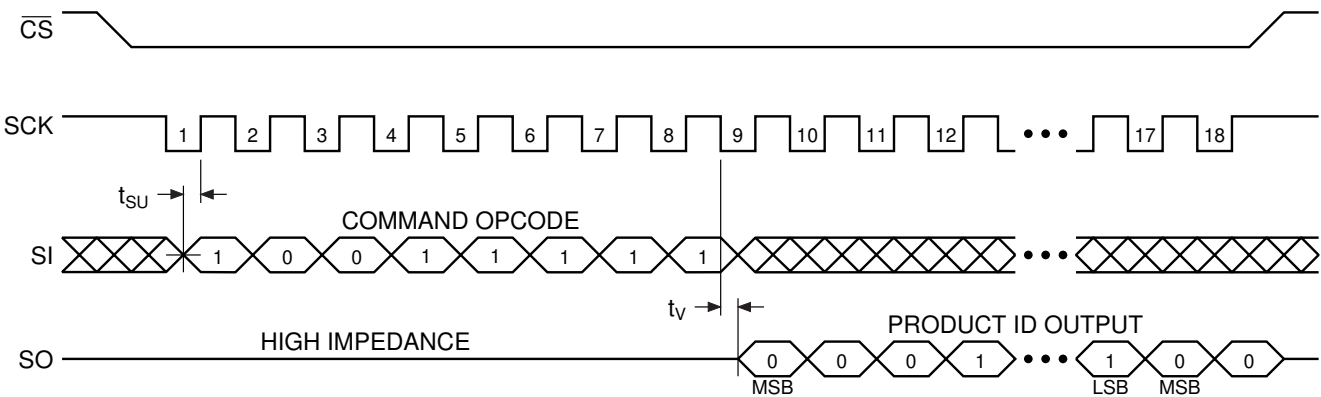 CS
SCK 1 2 3 4 5 6 7 8 9 10 11 12 17 18
tSU
COMMAND OPCODE
SI 1 0 0 1 1 1 1 1
tV
HIGH IMPEDANCE
PRODUCT ID OUTPUT
SO 0 0 0 1 1 0 0
MSB LSB MSB